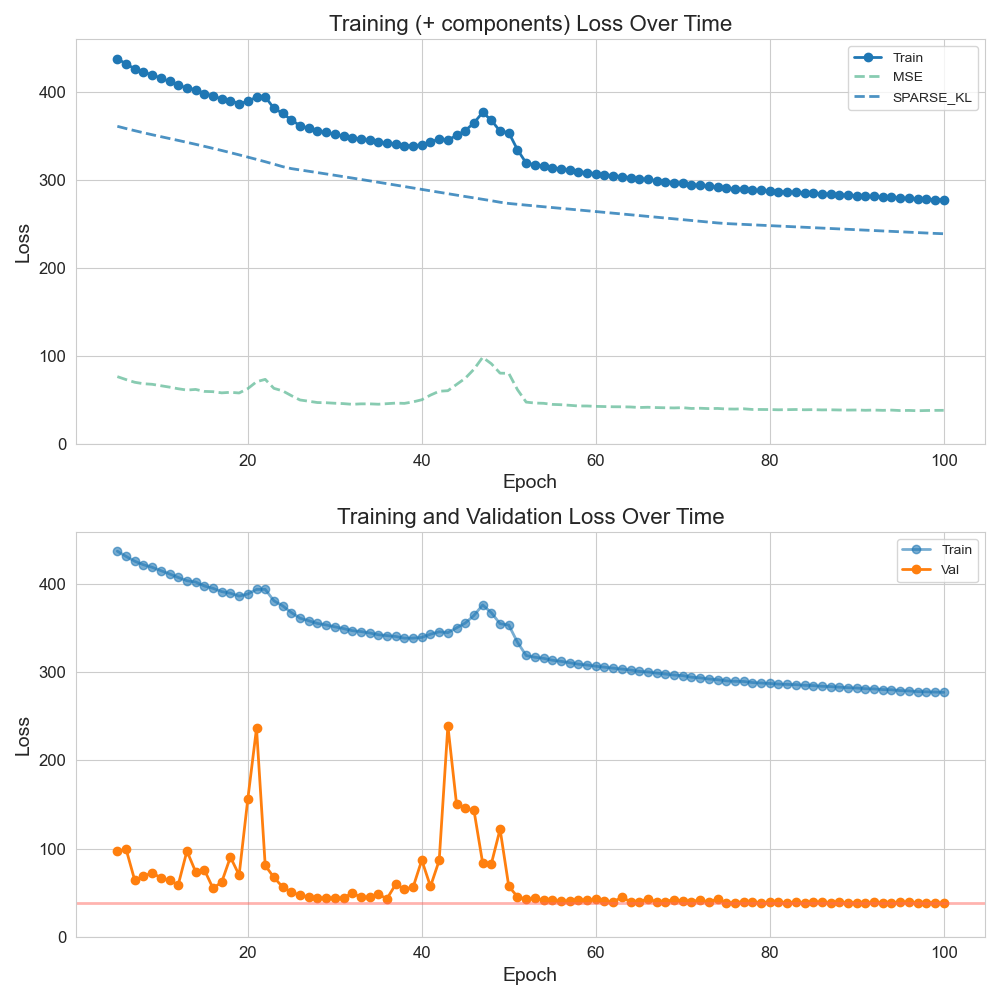 Training (+ components) Loss Over Time
Train
MSE
SPARSE_KL
Loss
400
300
200
100
0
20 40 60 80 100
Epoch
Training and Validation Loss Over Time
Train
Val
Loss
400
300
200
100
0
20 40 60 80 100
Epoch